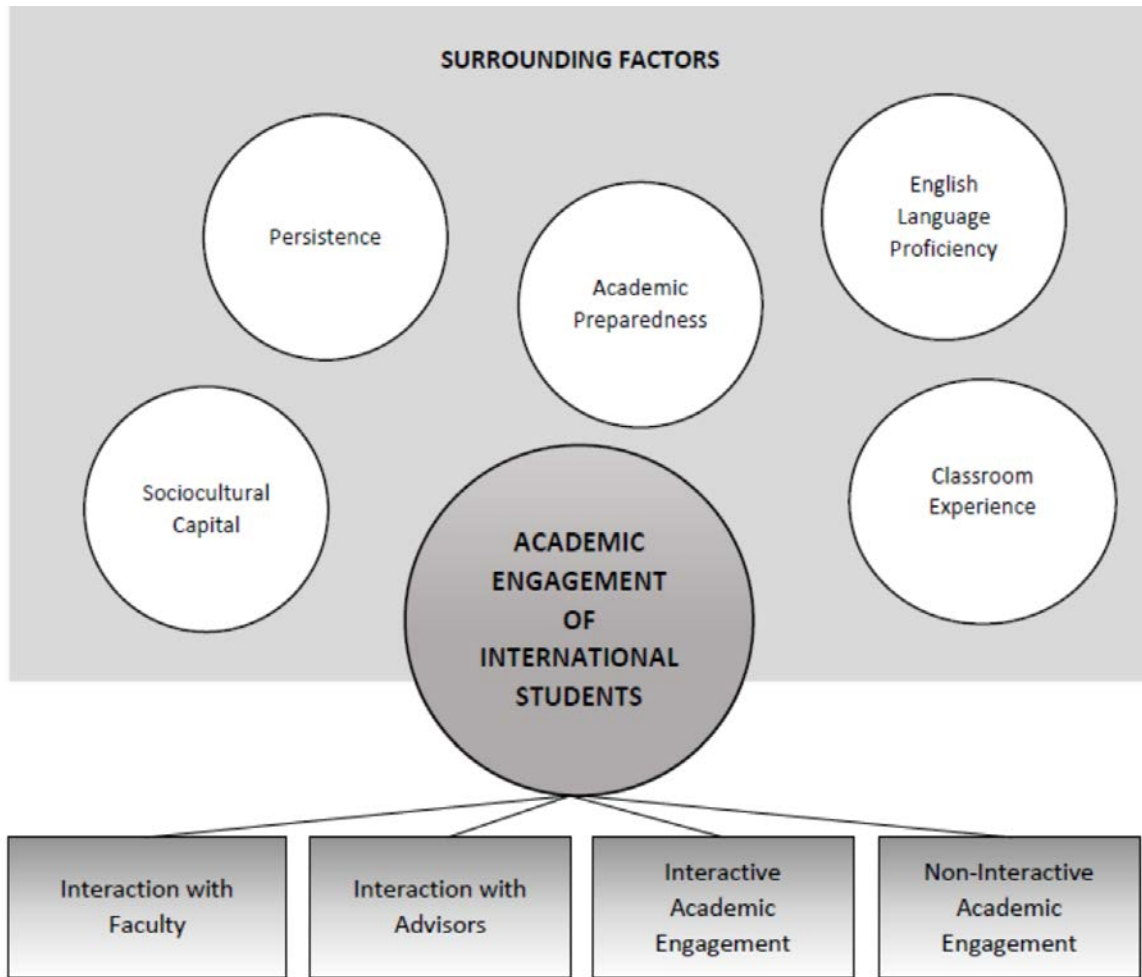 SURROUNDING FACTORS
Persistence
Academic
Preparedness
English
Language
Proficiency
Sociocultural
Capital
Classroom
Experience
ACADEMIC
ENGAGEMENT
OF
INTERNATIONAL
STUDENTS
Interaction with
Faculty
Interaction with
Advisors
Interactive
Academic
Engagement
Non-Interactive
Academic
Engagement